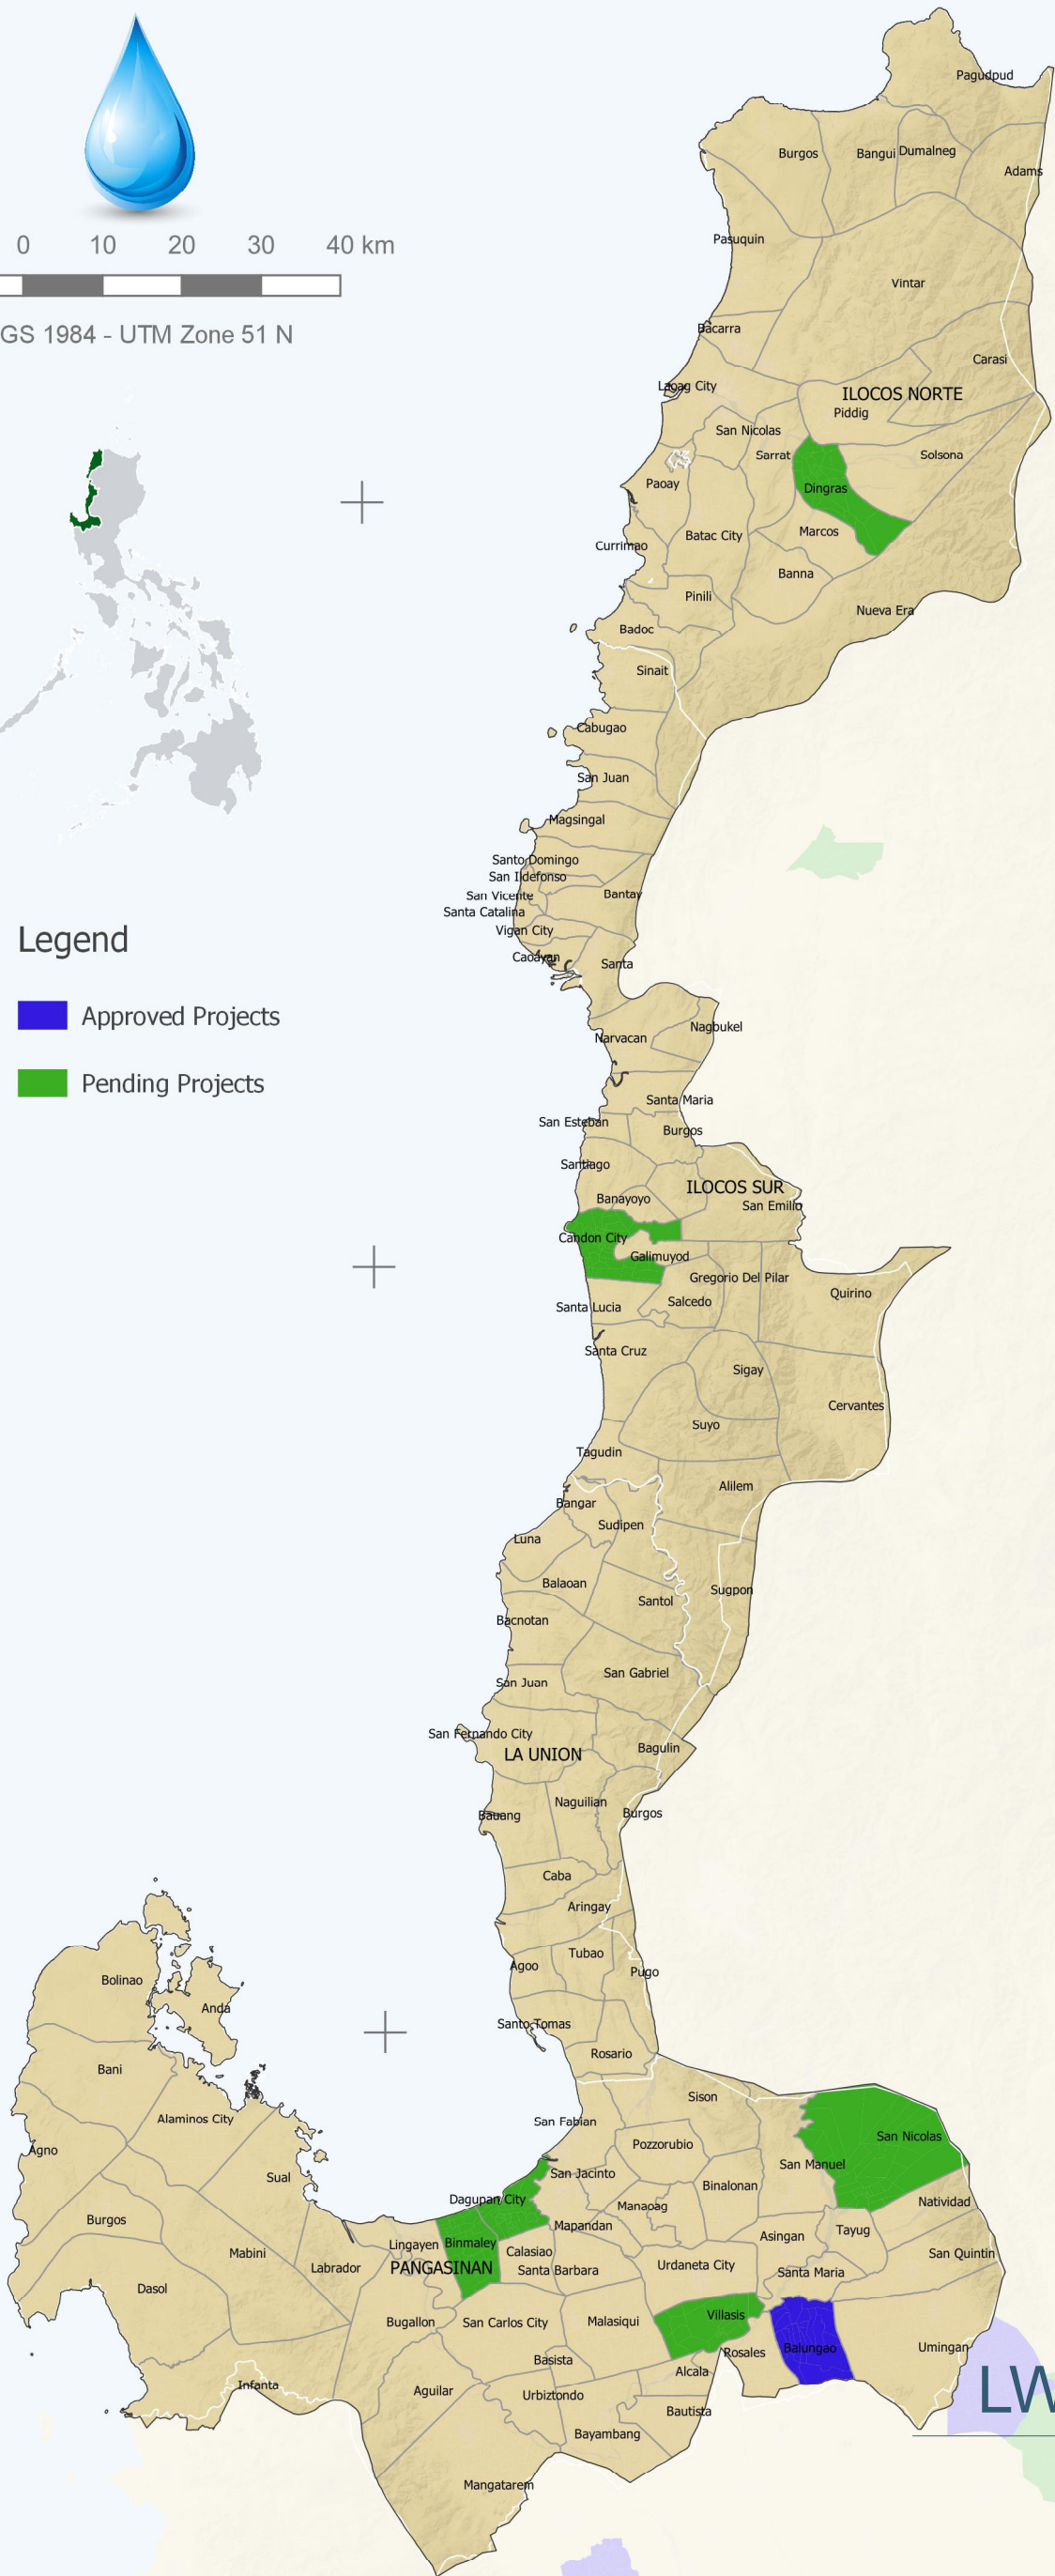 Pagudpud
Burgos
Bangui
Dumalneg
Adams
0 10 20 30 40 km
Pasuquin
Vintar
GS 1984 - UTM Zone 51 N
Bacarra
Carasi
Laoag City
ILOCOS NORTE
Piddig
San Nicolas
Sarrat
Solsona
Paoay
Dingras
Marcos
Batac City
Currimao
Banna
Pinili
Nueva Era
Badoc
Sinait
Cabugao
San Juan
Magsingal
Santo Domingo
San Ildefonso
San Vicente
Bantay
Santa Catalina
Vigan City
Caoayan
Santa
Legend
Approved Projects
Pending Projects
Nagbukel
Narvacan
Santa Maria
San Esteban
Burgos
Santiago
ILOCOS SUR
Banayoyo
San Emilio
Candon City
Galimuyod
Gregorio Del Pilar
Quirino
Salcedo
Santa Lucia
Santa Cruz
Sigay
Cervantes
Suyo
Tagudin
Alilem
Bangar
Sudipen
Luna
Balaoan
Sugpon
Santol
Bacnotan
San Gabriel
San Juan
San Fernando City
LA UNION
Bagulin
Naguilian
Burgos
Bauang
Caba
Aringay
Tubao
Agoo
Pugo
Santo Tomas
Rosario
Bolinao
Anda
Bani
Alaminos City
Agno
Sual
Burgos
Mabini
Dasol
Labrador
Infanta
Sison
San Fabian
San Nicolas
Pozzorubio
San Manuel
San Jacinto
Binalonan
Dagupan City
Manaoag
Natividad
Mapandan
Tayug
Asingan
Lingayen
Binmaley
Calasiao
San Quintin
PANGASINAN
Santa Barbara
Urdaneta City
Santa Maria
Bugallon
San Carlos City
Malasiqui
Villasis
Balungao
Umingan
Rosales
Basista
Alcala
Aguilar
Urbiztondo
Bautista
Bayambang
Mangatarem
LW